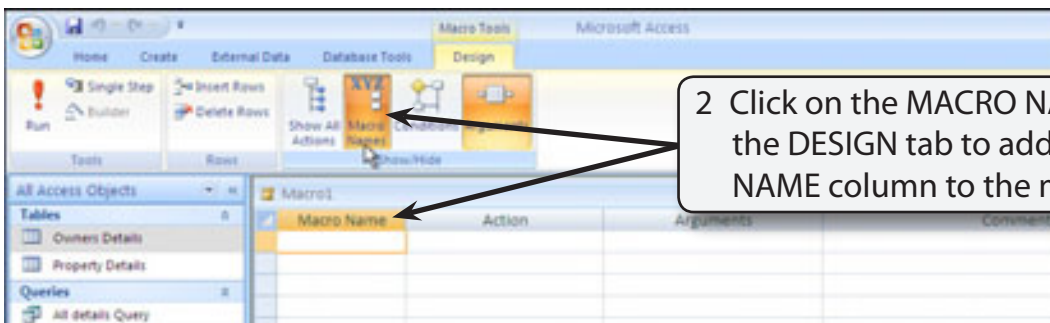 Macro Tools
Microsoft Access
Home Create External Data Database Tools Design
Single Step
Builder
Run
Insert Rows
Delete Rows
Show All Actions
Macro Names
Conditions
Tools
Rows
Show/Hide
2 Click on the MACRO NA
the DESIGN tab to add
NAME column to the
All Access Objects
Tables
Owners Details
Property Details
Queries
All details Query
Macro1
Macro Name Action Arguments Comment